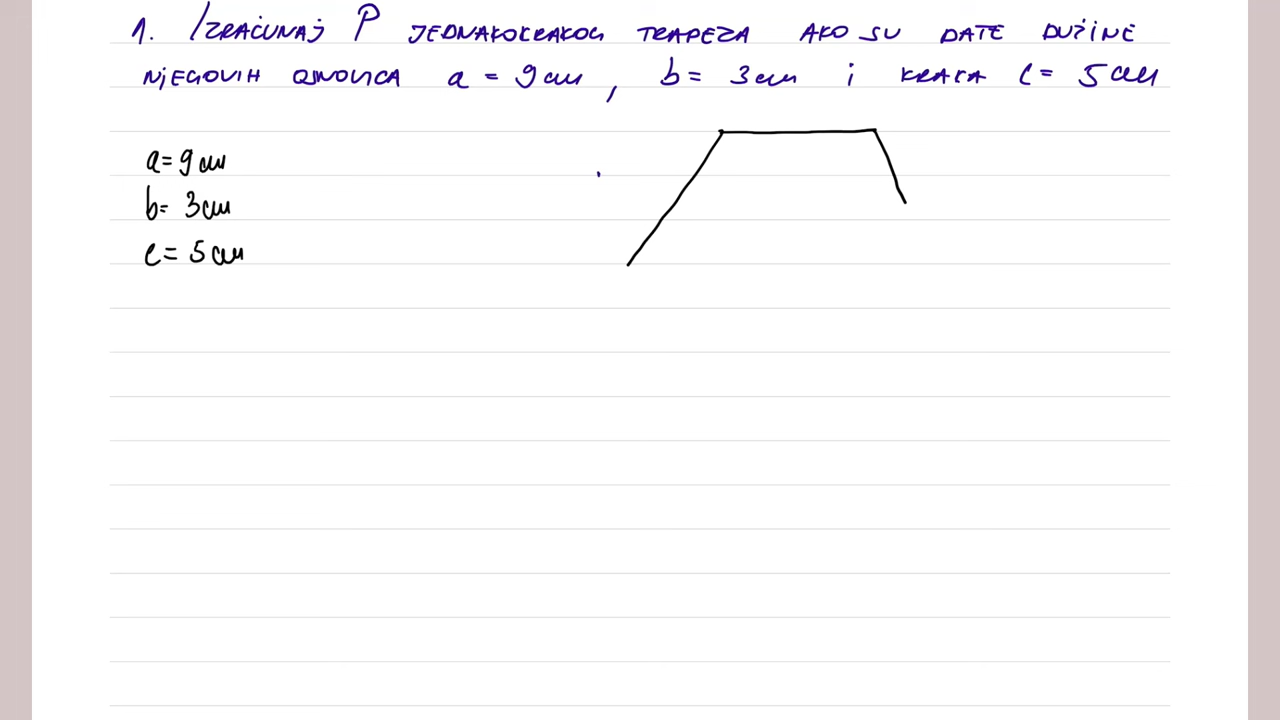 1. IZRAČUNAJ P JEDNAKOKRAKOG TRAPEZA AKO SU DATE DUŽINE
NJEGOVIH OSNOVICA a = 9cm, b = 3cm i KRAKA c = 5cm
a = 9cm
b = 3cm
c = 5cm